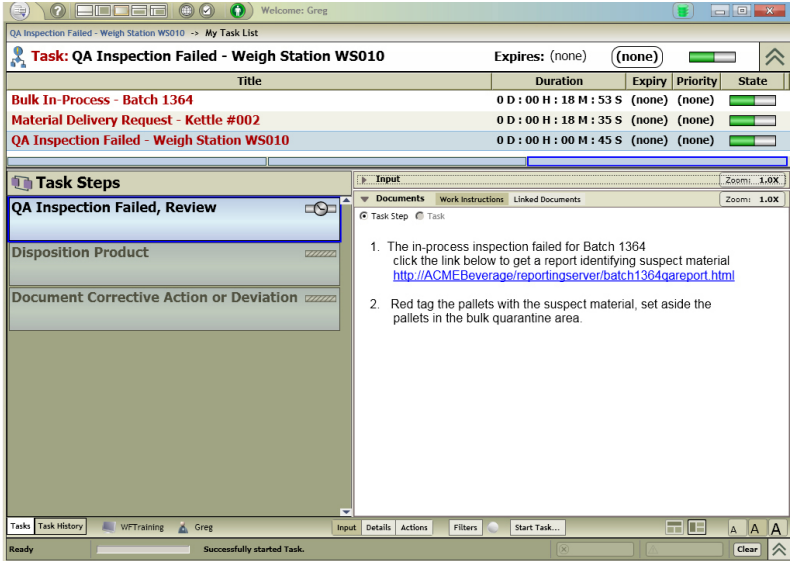 Welcome: Greg
QA Inspection Failed - Weigh Station WS010 -> My Task List
Task: QA Inspection Failed - Weigh Station WS010 Expires: (none) (none)
Title Duration Expiry Priority State
Bulk In-Process - Batch 1364 0 D : 00 H : 18 M : 53 S (none) (none)
Material Delivery Request - Kettle #002 0 D : 00 H : 18 M : 35 S (none) (none)
QA Inspection Failed - Weigh Station WS010 0 D : 00 H : 00 M : 45 S (none) (none)
Task Steps
QA Inspection Failed, Review
Disposition Product
Document Corrective Action or Deviation
Input Zoom: 1.0X
Documents Work Instructions Linked Documents Zoom: 1.0X
Task Step Task
1. The in-process inspection failed for Batch 1364
click the link below to get a report identifying suspect material
http://ACMEBeverage/reportingserver/batch1364qareport.html
2. Red tag the pallets with the suspect material, set aside the
pallets in the bulk quarantine area.
Tasks Task History WFTraining Greg Input Details Actions Filters Start Task... A A A
Ready Successfully started Task. Clear